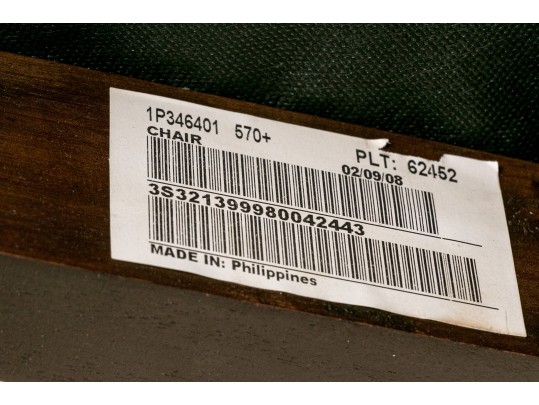 1P346401 570+
CHAIR
PLT: 62452
02/09/08
3S321399980042443
MADE IN: Philippines